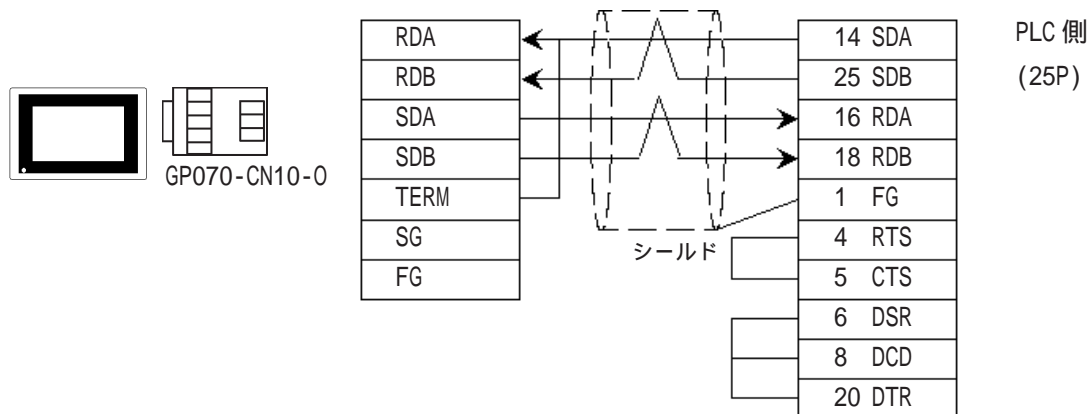 GP070-CN10-O
RDA
RDB
SDA
SDB
TERM
SG
FG
シールド
14 SDA
25 SDB
16 RDA
18 RDB
1 FG
4 RTS
5 CTS
6 DSR
8 DCD
20 DTR
PLC 側
(25P)